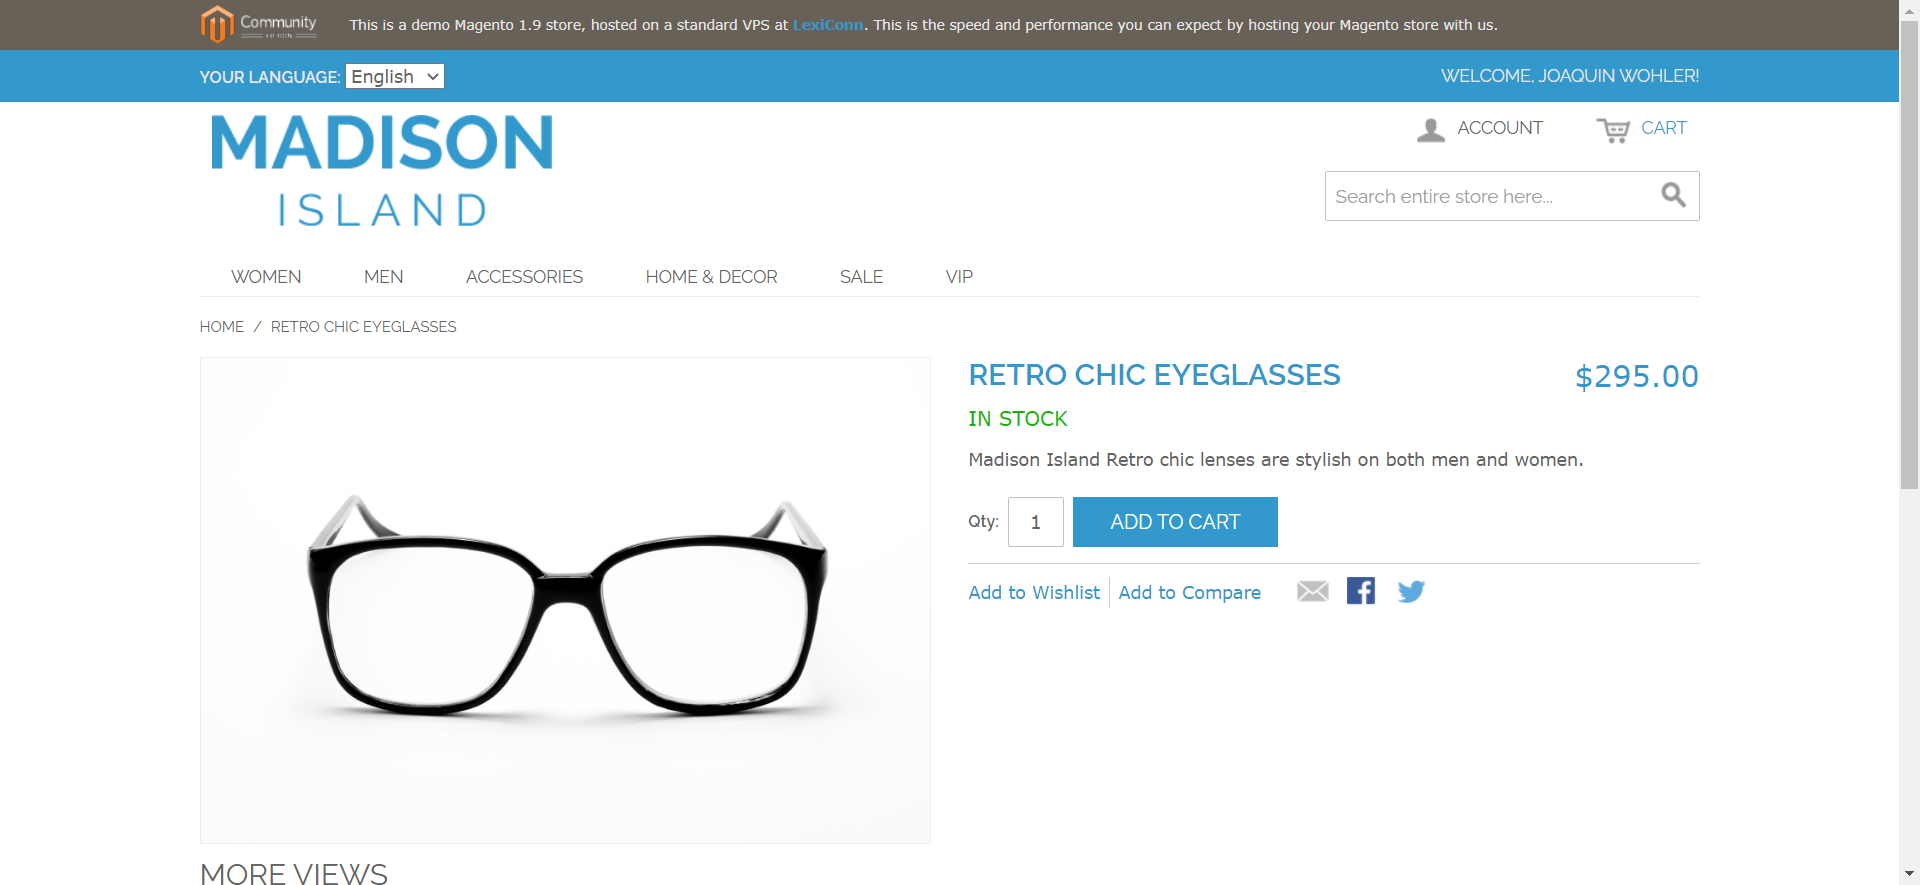 Community
This is a demo Magento 1.9 store, hosted on a standard VPS at LexiConn. This is the speed and performance you can expect by hosting your Magento store with us.
YOUR LANGUAGE: English
WELCOME, JOAQUIN WOHLER!
MADISON
ISLAND
ACCOUNT
CART
Search entire store here...
WOMEN MEN ACCESSORIES HOME & DECOR SALE VIP
HOME / RETRO CHIC EYEGLASSES
RETRO CHIC EYEGLASSES
$295.00
IN STOCK
Madison Island Retro chic lenses are stylish on both men and women.
Qty: 1 ADD TO CART
Add to Wishlist Add to Compare
MORE VIEWS